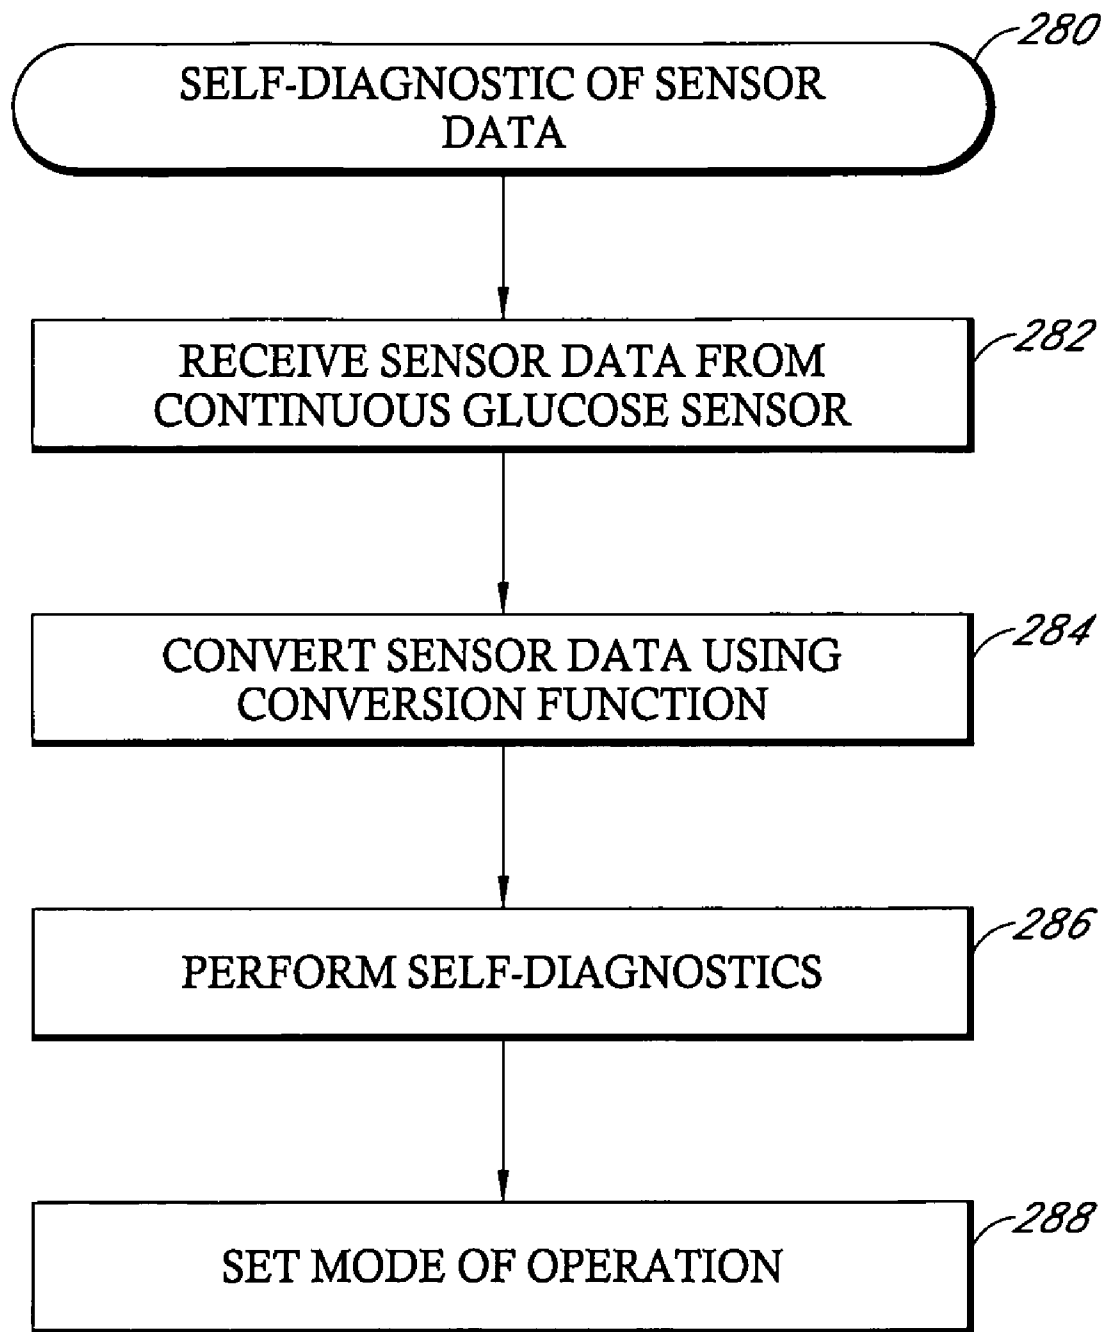 280
SELF-DIAGNOSTIC OF SENSOR
DATA
282
RECEIVE SENSOR DATA FROM
CONTINUOUS GLUCOSE SENSOR
284
CONVERT SENSOR DATA USING
CONVERSION FUNCTION
286
PERFORM SELF-DIAGNOSTICS
288
SET MODE OF OPERATION